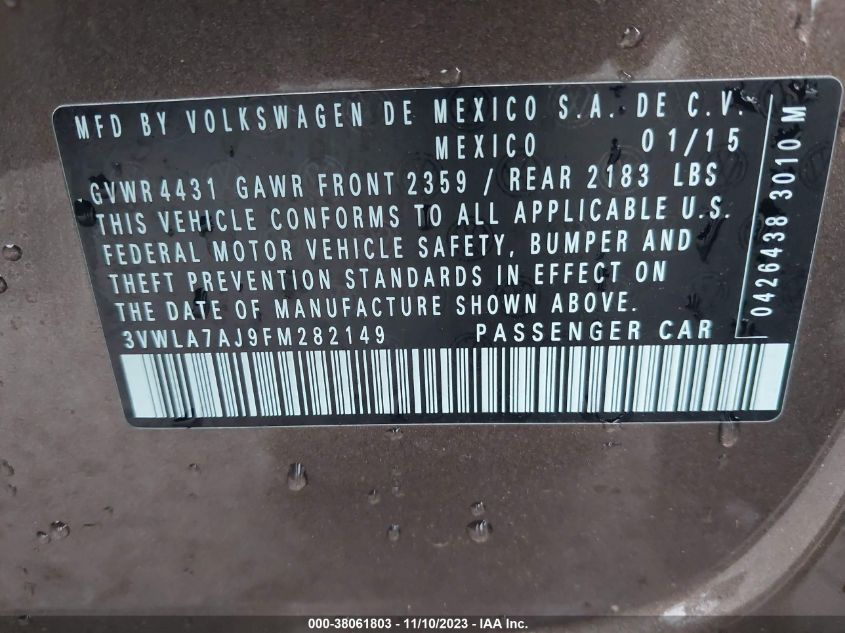 MFD BY VOLKSWAGEN DE MEXICO S.A. DE C.V.
MEXICO 01/15
GVWR 4431 GAWR FRONT 2359 / REAR 2183 LBS
THIS VEHICLE CONFORMS TO ALL APPLICABLE U.S.
FEDERAL MOTOR VEHICLE SAFETY, BUMPER AND
THEFT PREVENTION STANDARDS IN EFFECT ON
THE DATE OF MANUFACTURE SHOWN ABOVE.
3VWLA7AJ9FM282149 PASSENGER CAR
0426438 3010 M
000-38061803 — 11/10/2023 — IAA Inc.